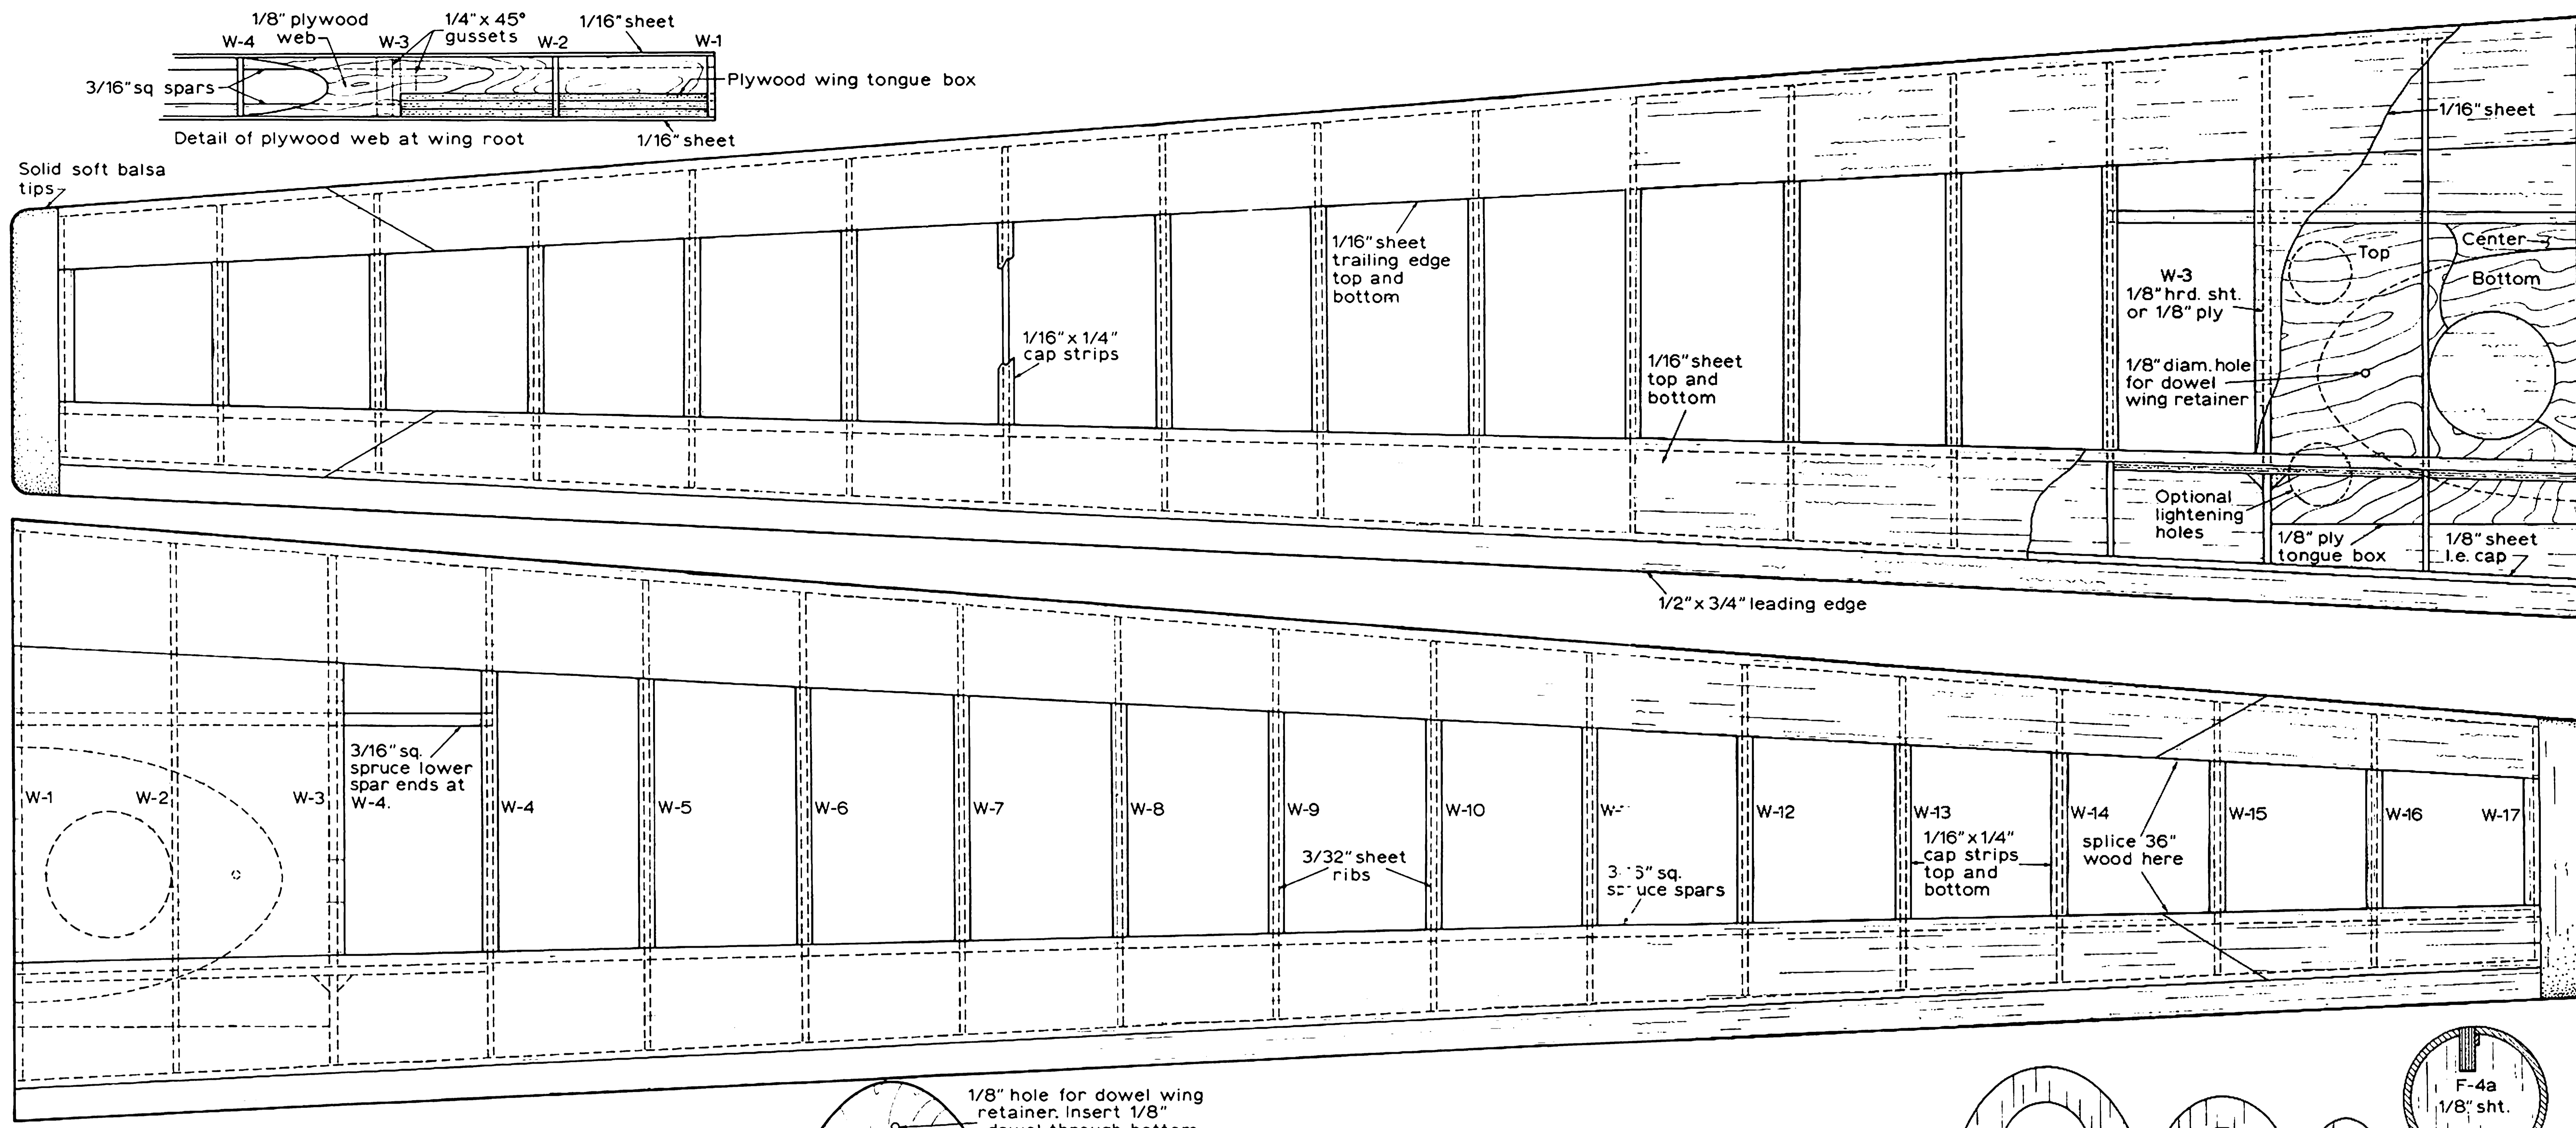 1/8" plywood
web
1/4" x 45°
gussets
1/16" sheet
W-4
W-3
W-2
W-1
3/16" sq spars
Plywood wing tongue box
Detail of plywood web at wing root
1/16" sheet
Solid soft balsa
tips
1/16" sheet
1/16" sheet
trailing edge
top and
bottom
1/16" x 1/4"
cap strips
1/16" sheet
top and
bottom
W-3
1/8" hrd. sht.
or 1/8" ply
1/8" diam. hole
for dowel
wing retainer
Top
Center
Bottom
Optional
lightening
holes
1/8" ply
tongue box
1/8" sheet
l.e. cap
1/2" x 3/4" leading edge
3/16" sq.
spruce lower
spar ends at
W-4.
W-1
W-2
W-3
W-4
W-5
W-6
W-7
W-8
W-9
W-10
W-12
W-13
W-14
W-15
W-16
W-17
3/32" sheet
ribs
sq.
spars
1/16" x 1/4"
cap strips
top and
bottom
splice 36"
wood here
1/8" hole for dowel wing
retainer. Insert 1/8"
dowel through bottom
F-4a
1/8" sht.